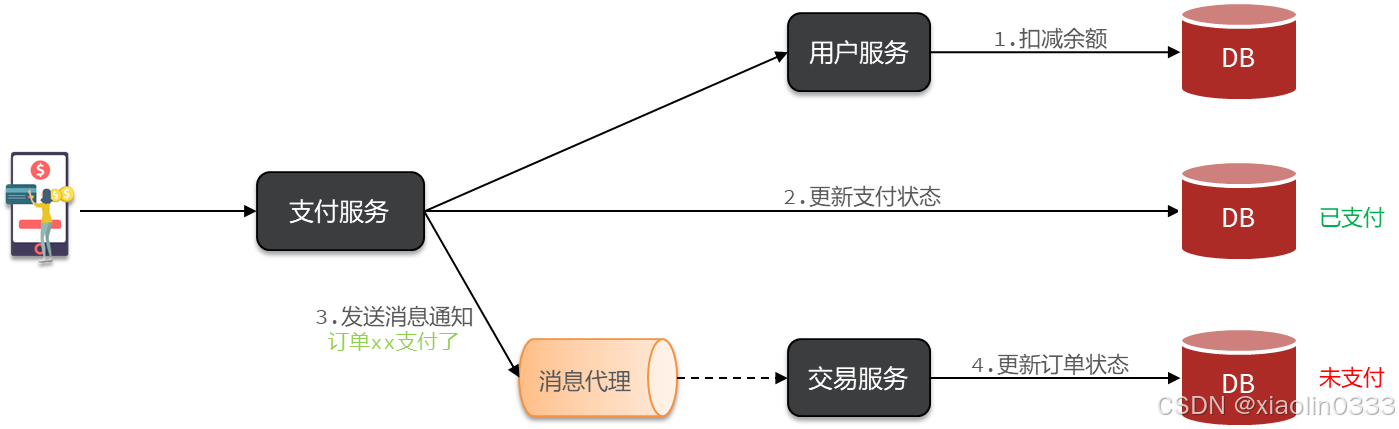 用户服务
1.扣减余额
DB
支付服务
2.更新支付状态
DB
已支付
3.发送消息通知
订单xx支付了
消息代理
交易服务
4.更新订单状态
DB
未支付
CSDN @xiaolin0333
$
$
$